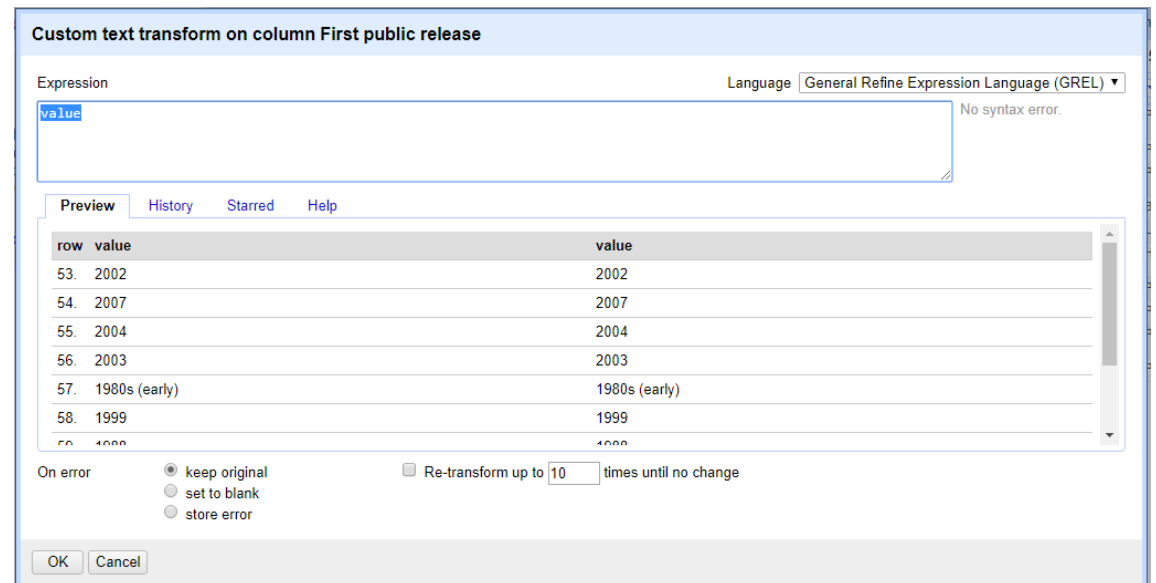 Custom text transform on column First public release
Expression
Language General Refine Expression Language (GREL)
value
No syntax error.
Preview History Starred Help
row value value
53. 2002 2002
54. 2007 2007
55. 2004 2004
56. 2003 2003
57. 1980s (early) 1980s (early)
58. 1999 1999
On error keep original Re-transform up to 10 times until no change
set to blank
store error
OK Cancel